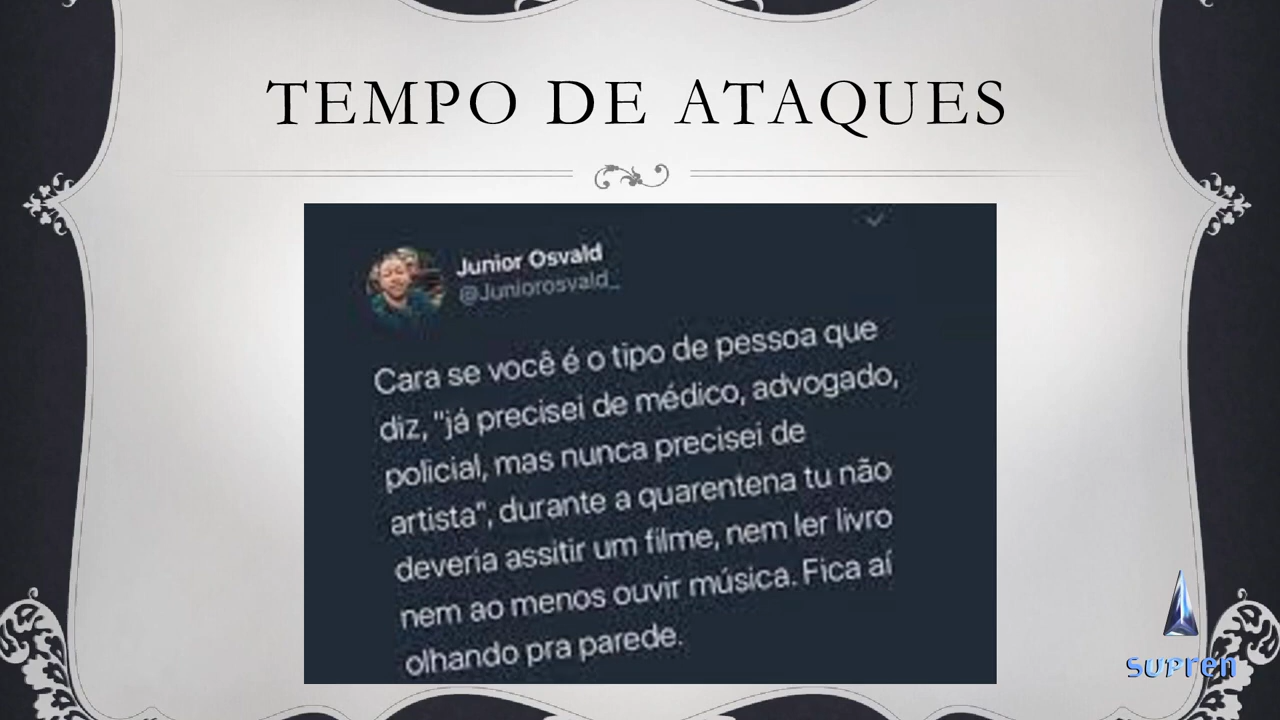 TEMPO DE ATAQUES
Junior Osvald
@Juniorosvald_
Cara se você é o tipo de pessoa que
diz, "já precisei de médico, advogado,
policial, mas nunca precisei de
artista", durante a quarentena tu não
deveria assitir um filme, nem ler livro
nem ao menos ouvir música. Fica aí
olhando pra parede.
supren